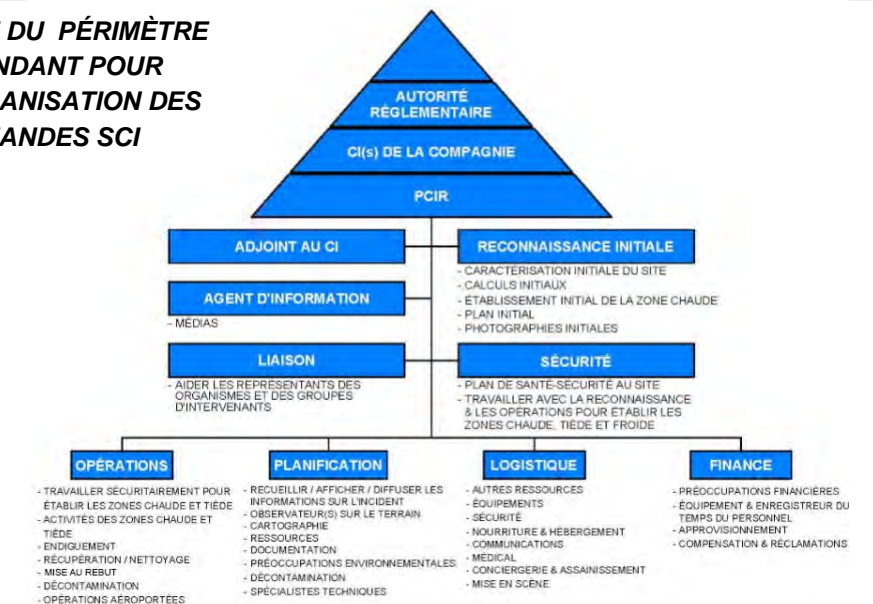 DU PÉRIMÈTRE
POUR
DES
SCI
AUTORITÉ
RÉGLEMENTAIRE
CI(s) DE LA COMPAGNIE
PCIR
ADJOINT AU CI
RECONNAISSANCE INITIALE
- CARACTÉRISATION INITIALE DU SITE
- CALCULS INITIAUX
- ÉTABLISSEMENT INITIAL DE LA ZONE CHAUDE
- PLAN INITIAL
- PHOTOGRAPHIES INITIALES
AGENT D'INFORMATION
- MÉDIAS
LIAISON
- AIDER LES REPRÉSENTANTS DES
ORGANISMES ET DES GROUPES
D'INTERVENANTS
SÉCURITÉ
- PLAN DE SANTÉ-SÉCURITÉ AU SITE
- TRAVAILLER AVEC LA RECONNAISSANCE
& LES OPÉRATIONS POUR ÉTABLIR LES
ZONES CHAUDE, TIÈDE ET FROIDE
OPÉRATIONS
- TRAVAILLER SÉCURITAIREMENT POUR
ÉTABLIR LES ZONES CHAUDE ET TIÈDE
- ACTIVITÉS DES ZONES CHAUDE ET
TIÈDE
- ENDIGUEMENT
- RÉCUPÉRATION / NETTOYAGE
- MISE AU REBUT
- DÉCONTAMINATION
- OPÉRATIONS AÉROPORTÉES
PLANIFICATION
- RECUEILLIR / AFFICHER / DIFFUSER LES
INFORMATIONS SUR L'INCIDENT
- OBSERVATEUR(S) SUR LE TERRAIN
- CARTOGRAPHIE
- RESSOURCES
- DOCUMENTATION
- PRÉOCCUPATIONS ENVIRONNEMENTALES
- DÉCONTAMINATION
- SPÉCIALISTES TECHNIQUES
LOGISTIQUE
- AUTRES RESSOURCES
- ÉQUIPEMENTS
- SÉCURITÉ
- NOURRITURE & HÉBERGEMENT
- COMMUNICATIONS
- MÉDICAL
- CONCIERGERIE & ASSAINISSEMENT
- MISE EN SCÈNE
FINANCE
- PRÉOCCUPATIONS FINANCIÈRES
- ÉQUIPEMENT & ENREGISTREUR DU
TEMPS DU PERSONNEL
- APPROVISIONNEMENT
- COMPENSATION & RÉCLAMATIONS